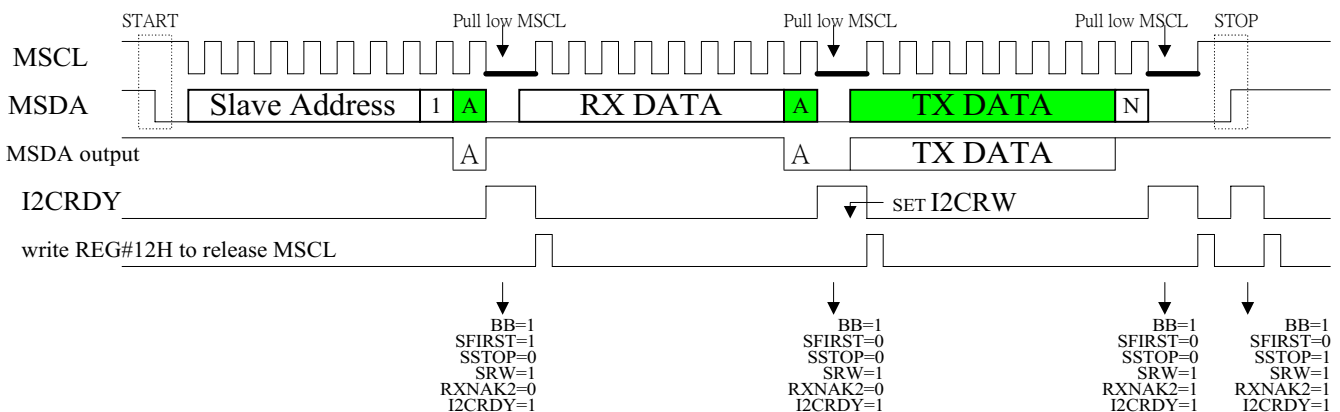 START Pull low MSCL Pull low MSCL Pull low MSCL STOP
MSCL
MSDA Slave Address 1 A RX DATA A TX DATA N
MSDA output A A TX DATA
I2CRDY SET I2CRW
write REG#12H to release MSCL
BB=1 BB=1 BB=1 BB=1
SFIRST=1 SFIRST=0 SFIRST=0 SFIRST=0
SSTOP=0 SSTOP=0 SSTOP=0 SSTOP=1
SRW=1 SRW=1 SRW=1 SRW=1
RXNAK2=0 RXNAK2=0 RXNAK2=1 RXNAK2=1
I2CRDY=1 I2CRDY=1 I2CRDY=1 I2CRDY=1